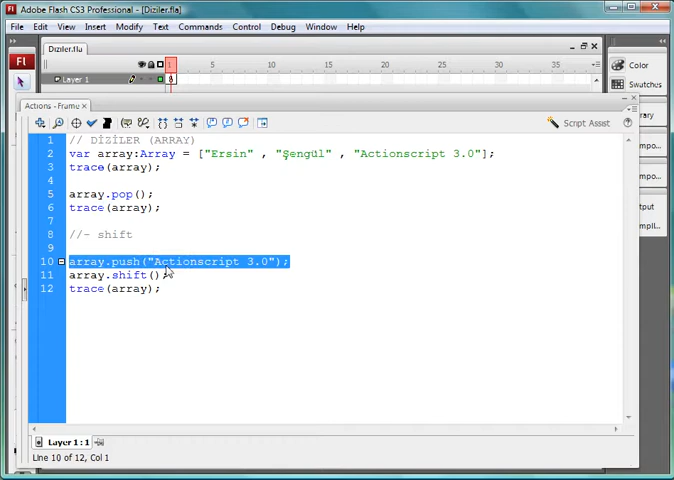 Adobe Flash CS3 Professional - [Diziler.fla]
File Edit View Insert Modify Text Commands Control Debug Window Help
Diziler.fla
Fl
1 5 10 15 20 25 30 35 40 45
Layer 1
Color
Swatches
Actions - Frame
Script Assist
1 // DİZİLER (ARRAY)
2 var array:Array = ["Ersin" , "Şengül" , "Actionscript 3.0"];
3 trace(array);
4
5 array.pop();
6 trace(array);
7
8 //- shift
9
10 array.push("Actionscript 3.0");
11 array.shift();
12 trace(array);
Layer 1 : 1
Line 10 of 12, Col 1